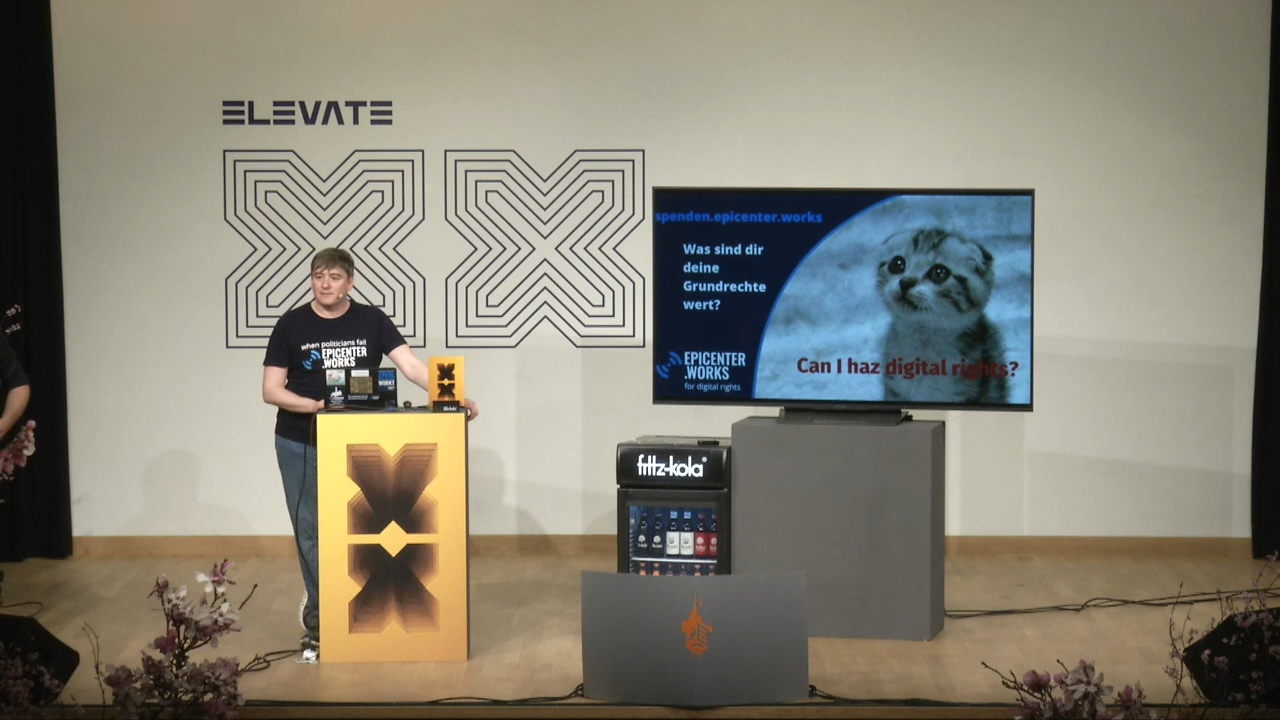 ELEVATE
spenden.epicenter.works
Was sind dir
deine
Grundrechte
wert?
EPICENTER
.WORKS
for digital rights
Can I haz digital rights?
when politicians fail
EPICENTER
.WORKS
fritz-kola